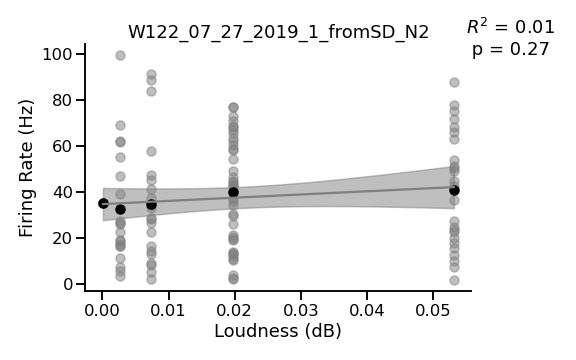 W122_07_27_2019_1_fromSD_N2
R² = 0.01
p = 0.27
Firing Rate (Hz)
100
80
60
40
20
0
0.00 0.01 0.02 0.03 0.04 0.05
Loudness (dB)